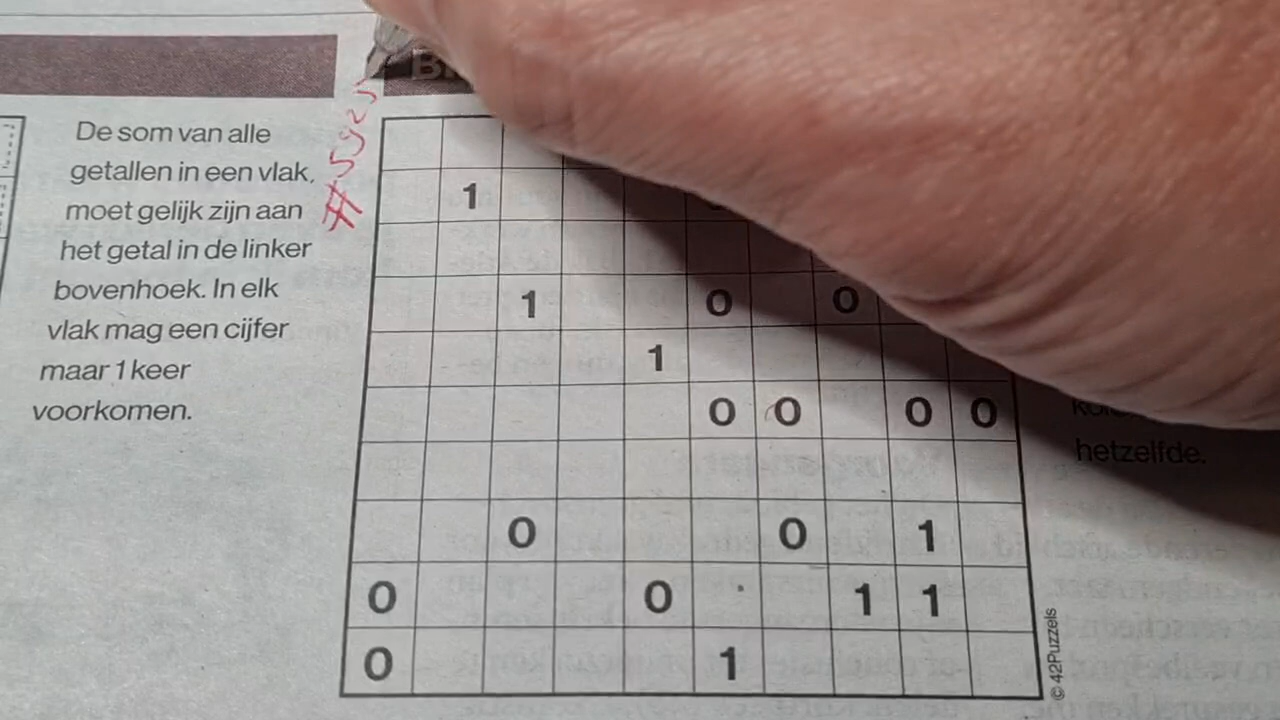 Bi
De som van alle
getallen in een vlak,
moet gelijk zijn aan
het getal in de linker
bovenhoek. In elk
vlak mag een cijfer
maar 1 keer
voorkomen.
1
1 0 0
1
0 0 0 0
hetzelfde.
0 0 1
0 0 1 1
0 1
© 42Puzzels